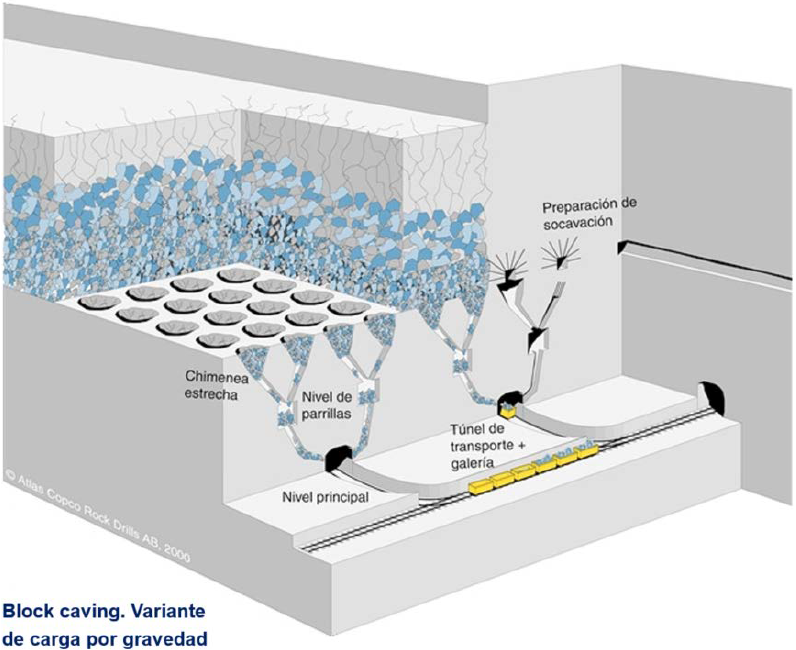 Preparación de
socavación
Chimenea
estrecha
Nivel de
parrillas
Túnel de
transporte +
galería
Nivel principal
© Atlas Copco Rock Drills AB, 2000
Block caving. Variante
de carga por gravedad